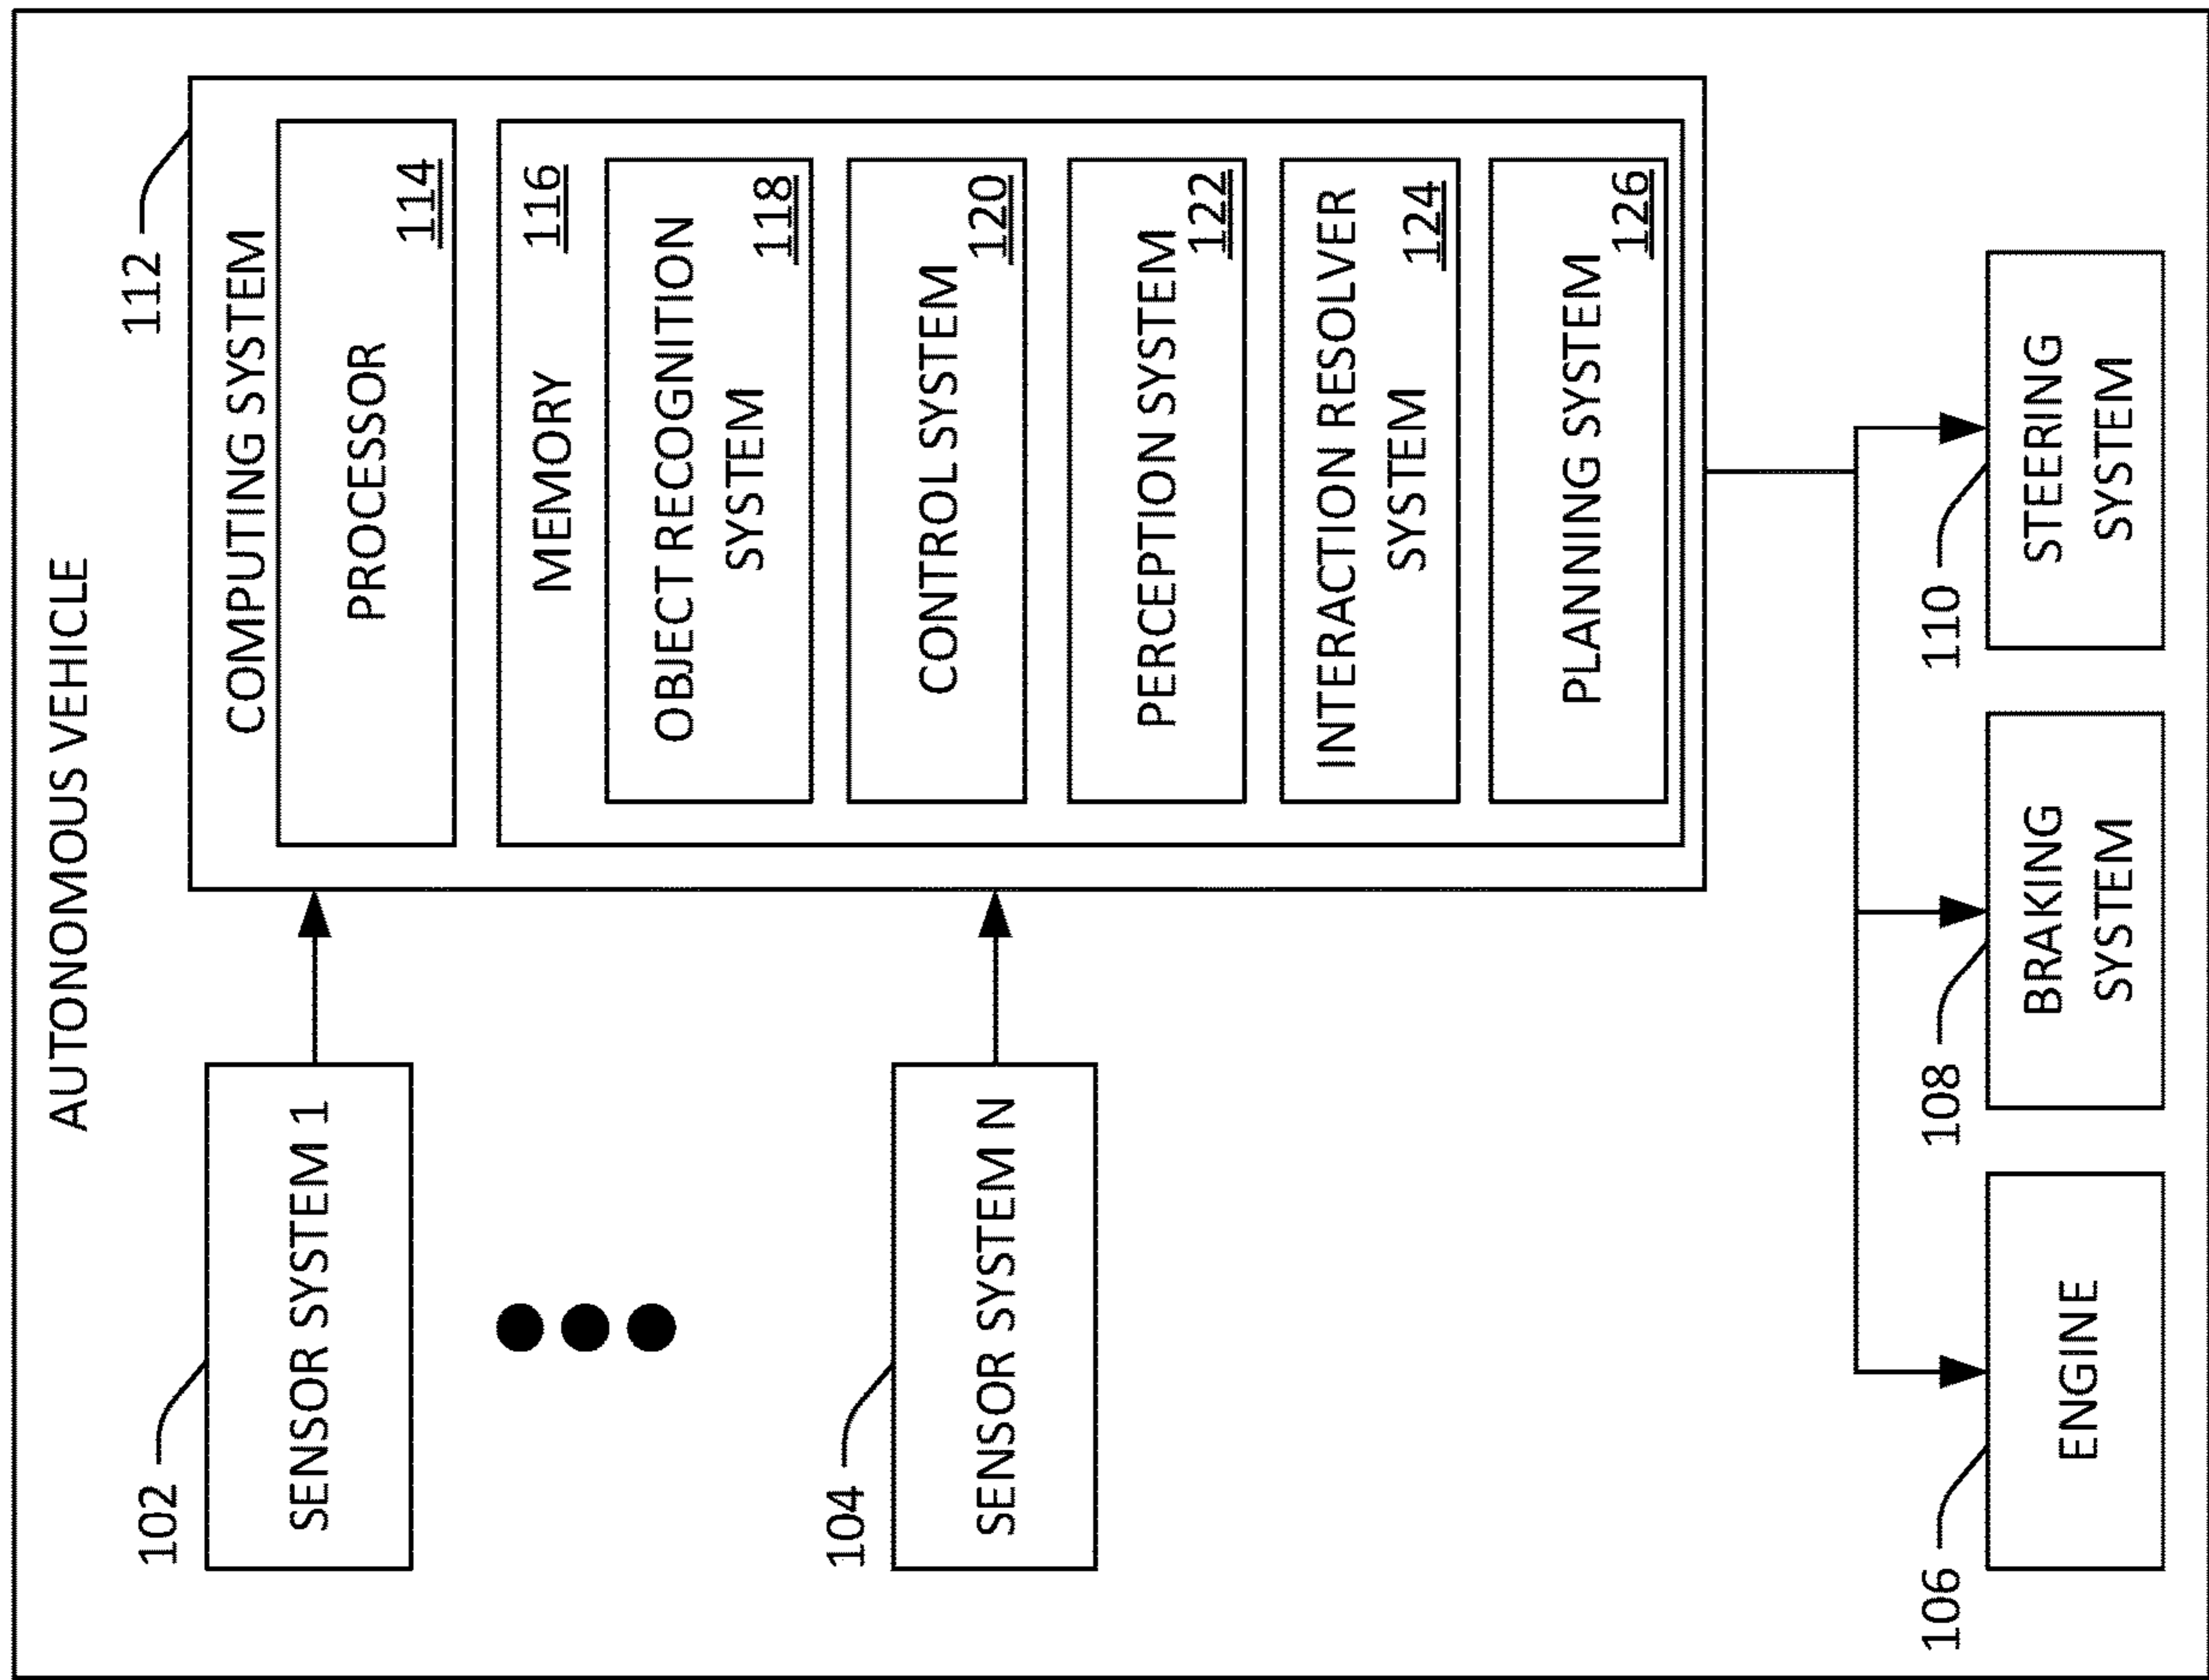 AUTONOMOUS VEHICLE
112
COMPUTING SYSTEM
PROCESSOR
114
MEMORY 116
OBJECT RECOGNITION
SYSTEM 118
CONTROL SYSTEM
120
PERCEPTION SYSTEM
122
INTERACTION RESOLVER
SYSTEM 124
PLANNING SYSTEM
126
102
SENSOR SYSTEM 1
104
SENSOR SYSTEM N
106
ENGINE
108
BRAKING
SYSTEM
110
STEERING
SYSTEM